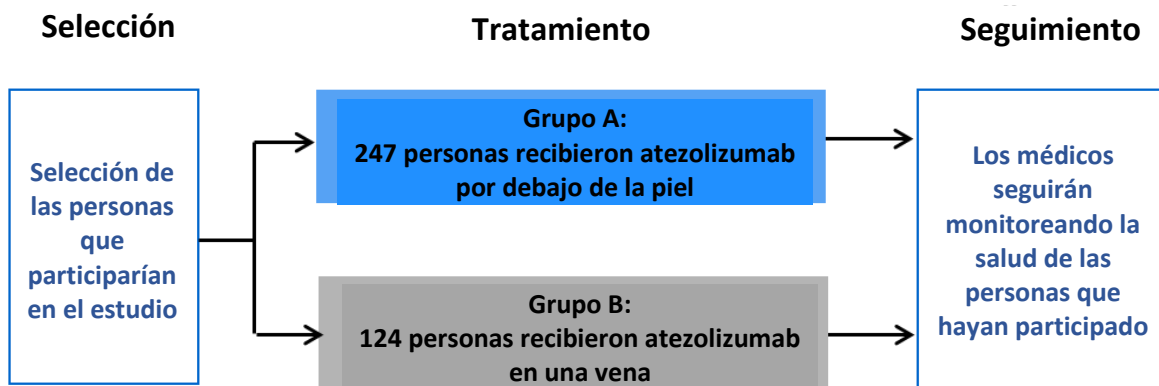 Selección
Tratamiento
Seguimiento
Selección de
las personas
que
participarían
en el estudio
Grupo A:
247 personas recibieron atezolizumab
por debajo de la piel
Grupo B:
124 personas recibieron atezolizumab
en una vena
Los médicos
seguirán
monitoreando la
salud de las
personas que
hayan participado